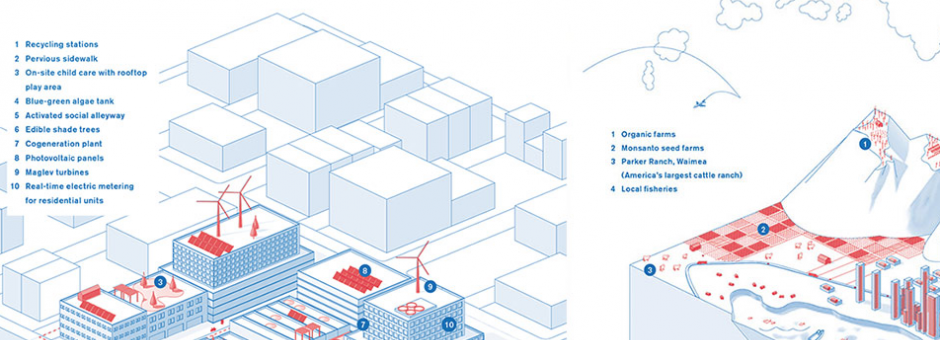 1 Recycling stations
2 Pervious sidewalk
3 On-site child care with rooftop
play area
4 Blue-green algae tank
5 Activated social alleyway
6 Edible shade trees
7 Cogeneration plant
8 Photovoltaic panels
9 Maglev turbines
10 Real-time electric metering
for residential units
3
8
9
7
10
1 Organic farms
2 Monsanto seed farms
3 Parker Ranch, Waimea
(America's largest cattle ranch)
4 Local fisheries
1
2
3